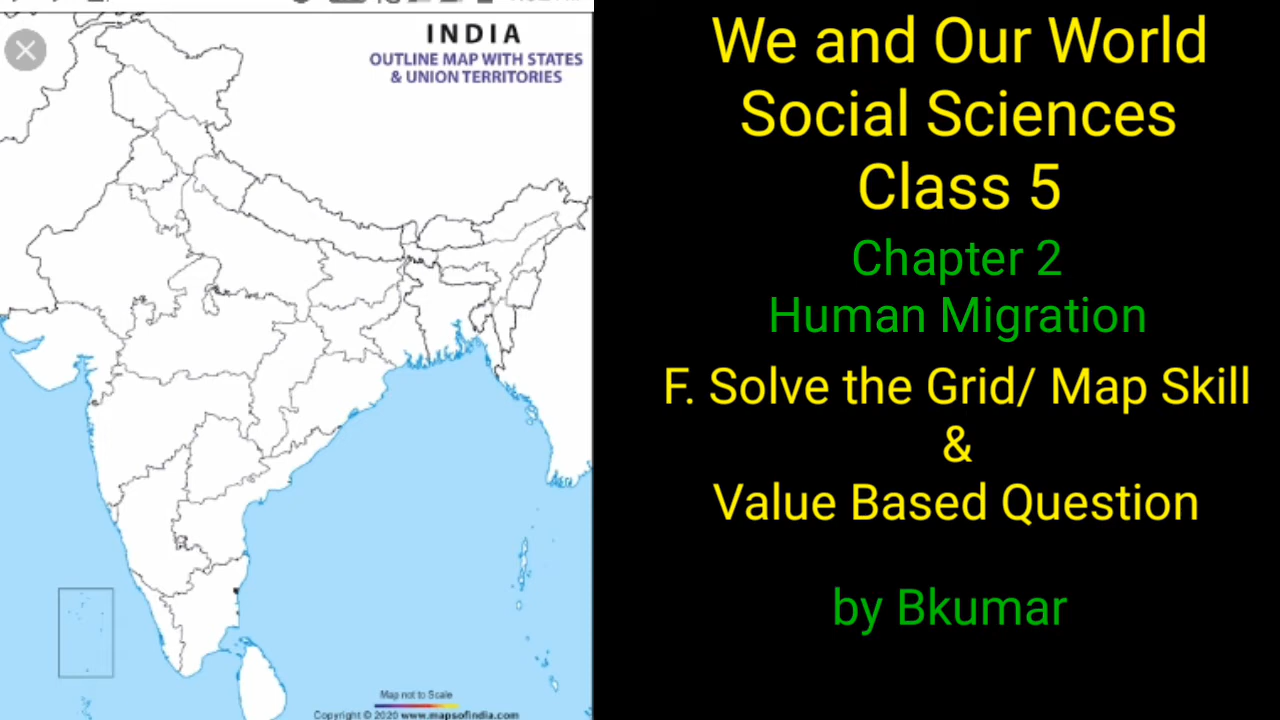 INDIA
OUTLINE MAP WITH STATES
& UNION TERRITORIES
Map not to Scale
Copyright © 2020 www.mapsofindia.com
We and Our World
Social Sciences
Class 5
Chapter 2
Human Migration
F. Solve the Grid/ Map Skill
&
Value Based Question
by Bkumar